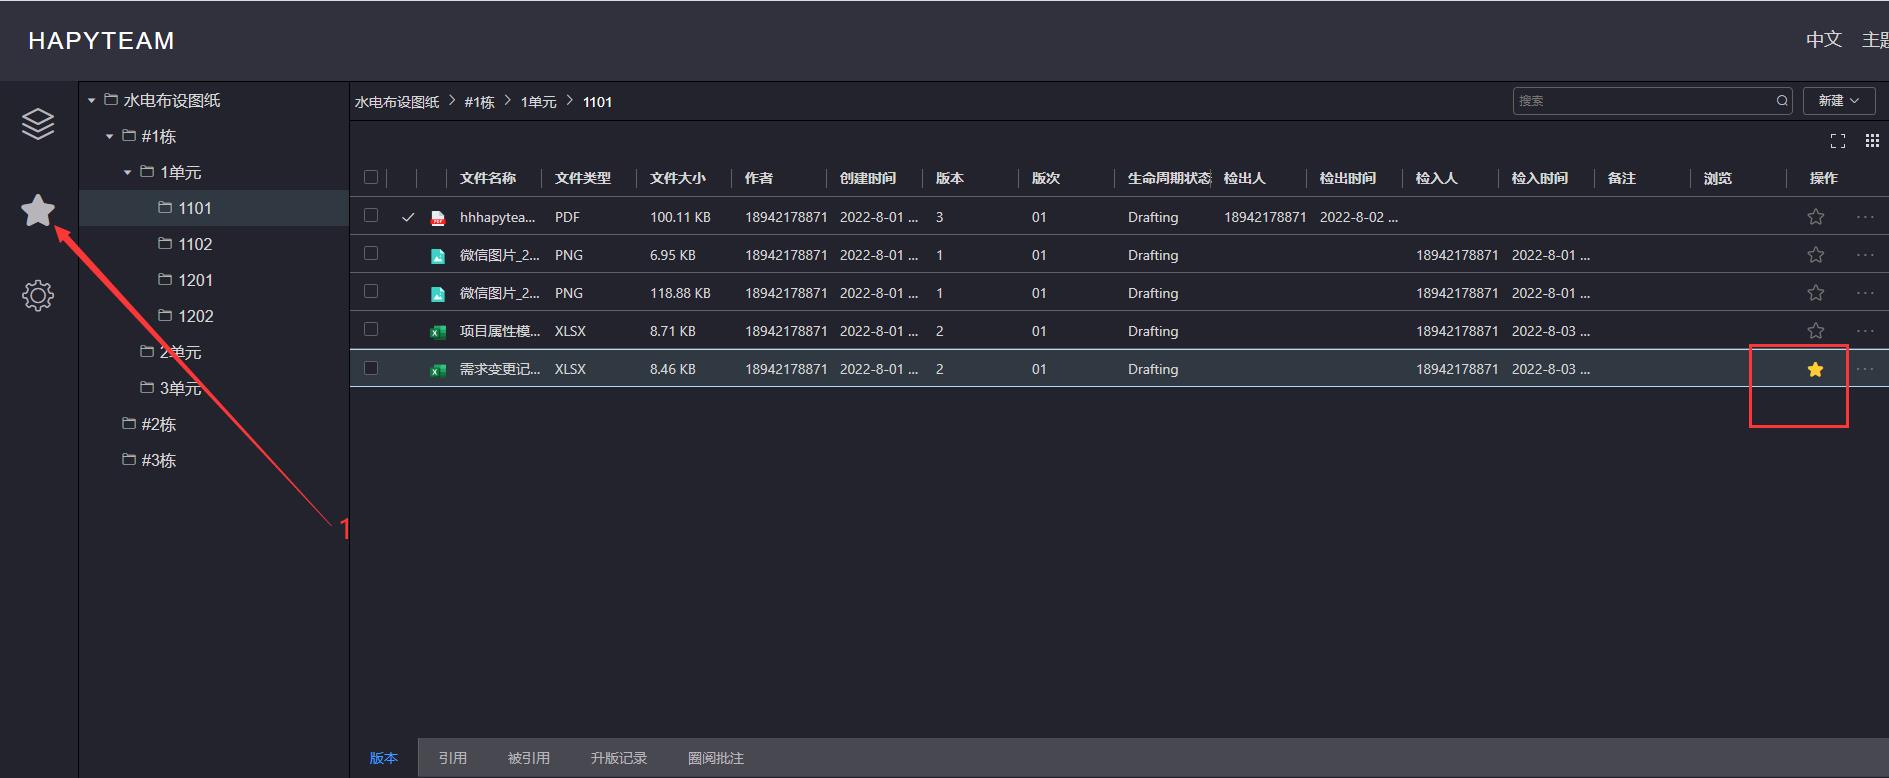 HAPYTEAM
中文 主题
水电布设图纸
#1栋
1单元
1101
1102
1201
1202
2单元
3单元
#2栋
#3栋
1
水电布设图纸 > #1栋 > 1单元 > 1101
搜索
新建
文件名称 文件类型 文件大小 作者 创建时间 版本 版次 生命周期状态 检出人 检出时间 检入人 检入时间 备注 浏览 操作
hhhapytea... PDF 100.11 KB 18942178871 2022-8-01 ... 3 01 Drafting 18942178871 2022-8-02 ...
微信图片_2... PNG 6.95 KB 18942178871 2022-8-01 ... 1 01 Drafting 18942178871 2022-8-01 ...
微信图片_2... PNG 118.88 KB 18942178871 2022-8-01 ... 1 01 Drafting 18942178871 2022-8-01 ...
项目属性模... XLSX 8.71 KB 18942178871 2022-8-01 ... 2 01 Drafting 18942178871 2022-8-03 ...
需求变更记... XLSX 8.46 KB 18942178871 2022-8-01 ... 2 01 Drafting 18942178871 2022-8-03 ...
版本 引用 被引用 升版记录 圈阅批注